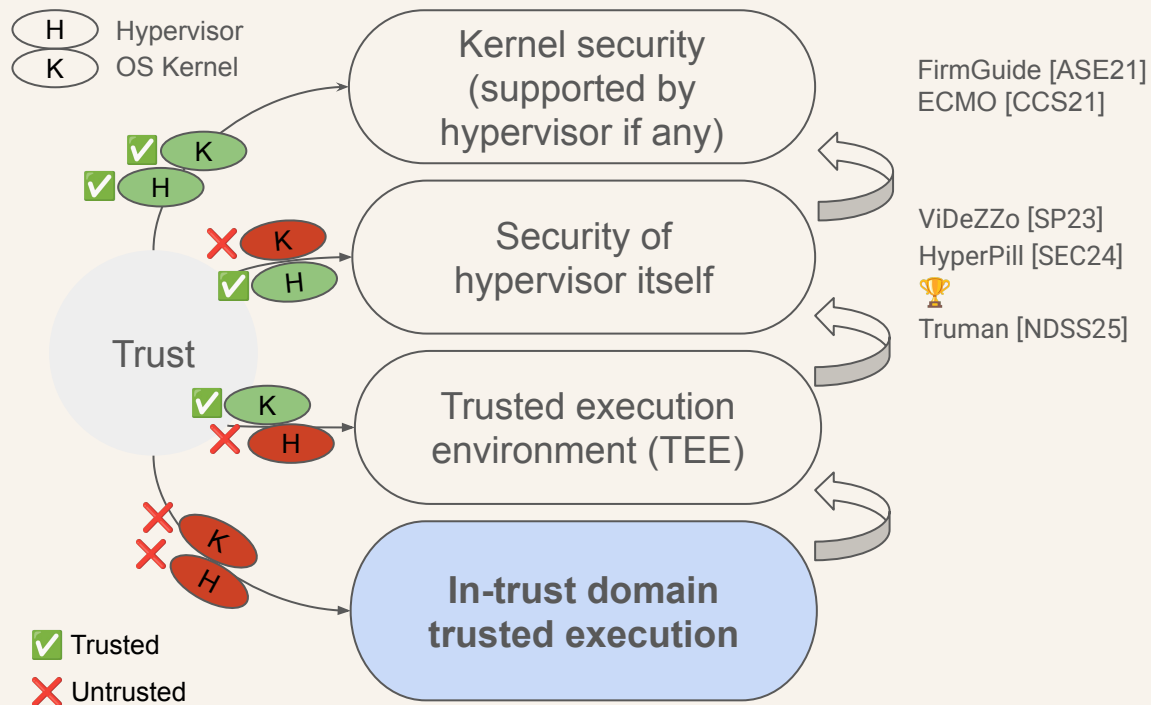 H
Hypervisor
K
OS Kernel
Kernel security
(supported by
hypervisor if any)
FirmGuide [ASE21]
ECMO [CCS21]
K
H
K
H
Security of
hypervisor itself
ViDeZZo [SP23]
HyperPill [SEC24]
Truman [NDSS25]
Trust
K
H
Trusted execution
environment (TEE)
K
H
In-trust domain
trusted execution
Trusted
Untrusted